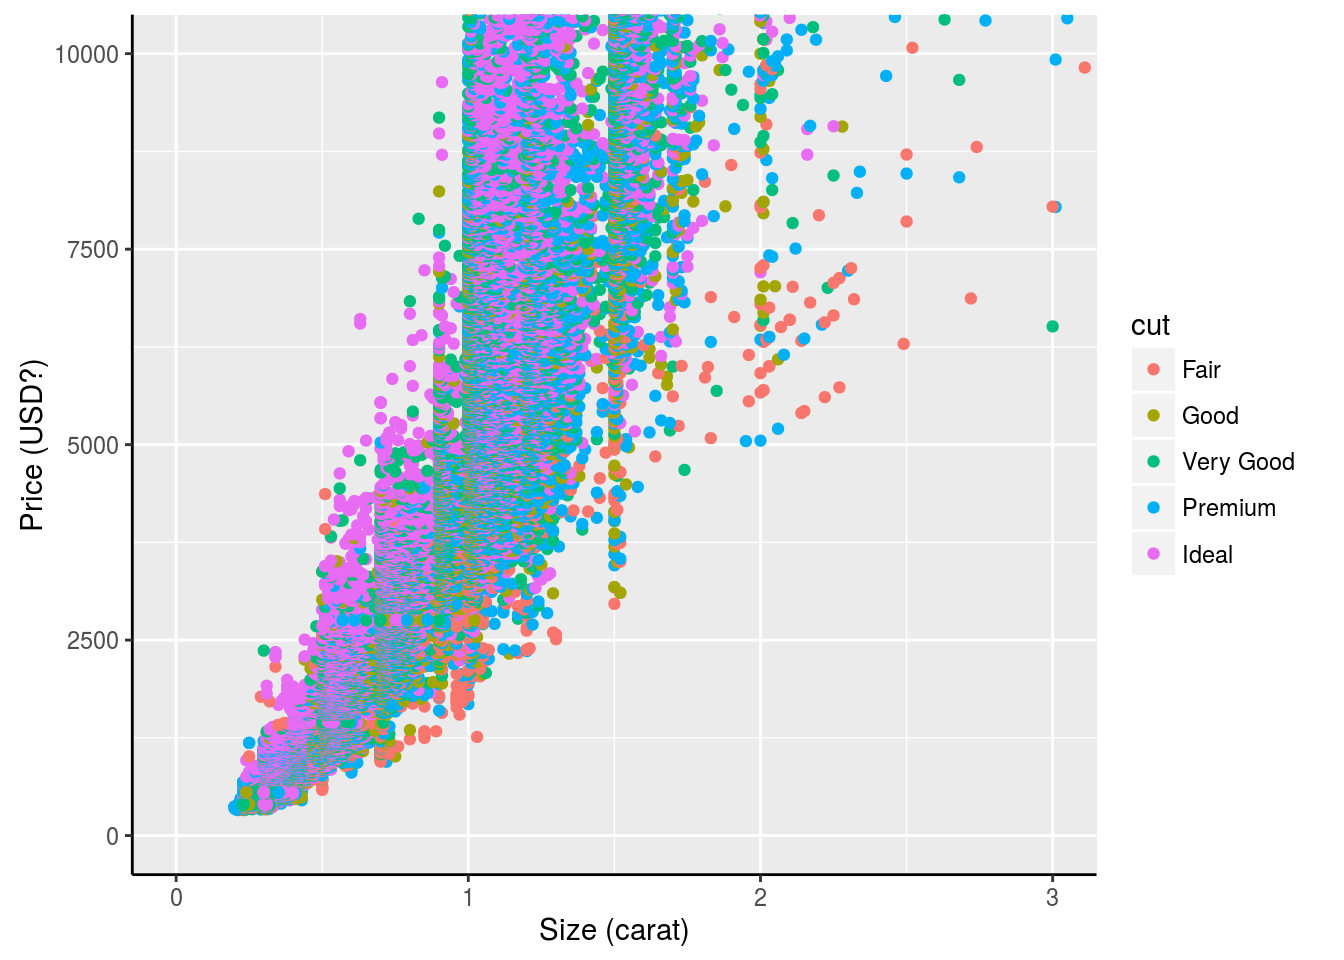 10000
7500
5000
2500
0
Price (USD?)
0 1 2 3
Size (carat)
cut
Fair
Good
Very Good
Premium
Ideal